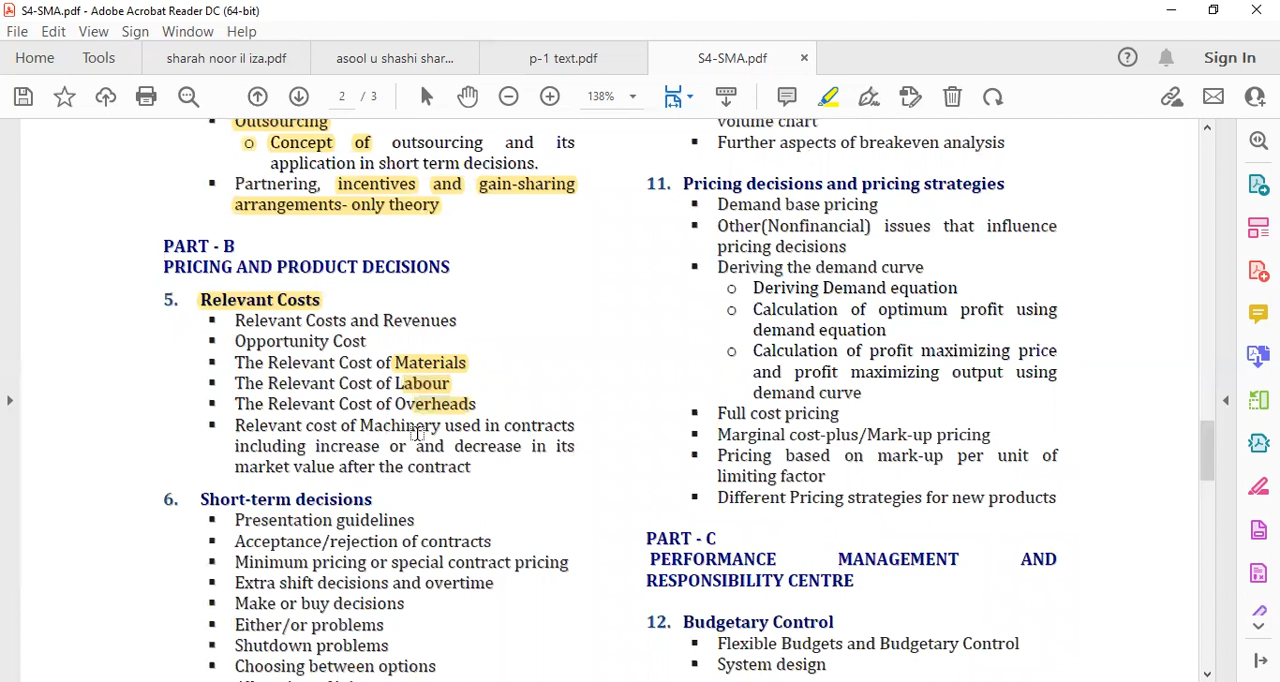 S4-SMA.pdf - Adobe Acrobat Reader DC (64-bit)
File Edit View Sign Window Help
Home Tools sharah noor il iza.pdf asool u shashi shar... p-1 text.pdf S4-SMA.pdf Sign In
2 / 3 138%
Outsourcing
Concept of outsourcing and its
application in short term decisions.
Partnering, incentives and gain-sharing
arrangements- only theory
PART - B
PRICING AND PRODUCT DECISIONS
5. Relevant Costs
Relevant Costs and Revenues
Opportunity Cost
The Relevant Cost of Materials
The Relevant Cost of Labour
The Relevant Cost of Overheads
Relevant cost of Machinery used in contracts
including increase or and decrease in its
market value after the contract
6. Short-term decisions
Presentation guidelines
Acceptance/rejection of contracts
Minimum pricing or special contract pricing
Extra shift decisions and overtime
Make or buy decisions
Either/or problems
Shutdown problems
Choosing between options
volume chart
Further aspects of breakeven analysis
11. Pricing decisions and pricing strategies
Demand base pricing
Other(Nonfinancial) issues that influence
pricing decisions
Deriving the demand curve
Deriving Demand equation
Calculation of optimum profit using
demand equation
Calculation of profit maximizing price
and profit maximizing output using
demand curve
Full cost pricing
Marginal cost-plus/Mark-up pricing
Pricing based on mark-up per unit of
limiting factor
Different Pricing strategies for new products
PART - C
PERFORMANCE MANAGEMENT AND
RESPONSIBILITY CENTRE
12. Budgetary Control
Flexible Budgets and Budgetary Control
System design